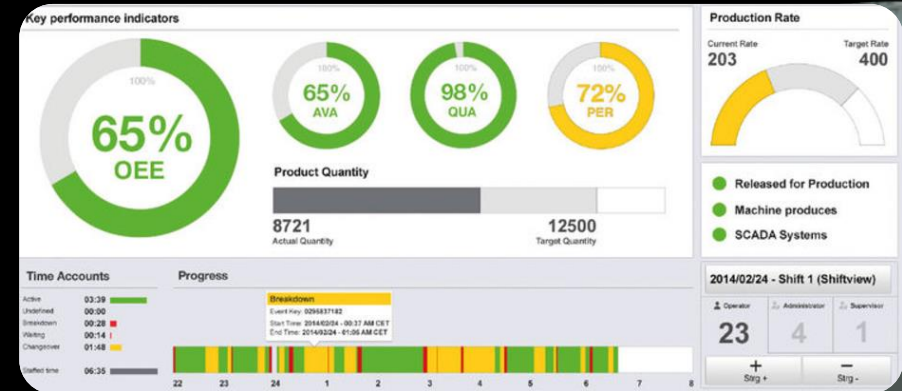 Key performance indicators
100%
65%
OEE
100%
65%
AVA
100%
98%
QUA
100%
72%
PER
Product Quantity
8721
Actual Quantity
12500
Target Quantity
Production Rate
Current Rate
203
Target Rate
400
Released for Production
Machine produces
SCADA Systems
Time Accounts
Active 03:39
Undefined 00:00
Breakdown 00:28
Waiting 00:14
Changeover 01:48
Staffed time 06:35
Progress
Breakdown
Event Key: 0295837182
Start Time: 2014/02/24 - 00:37 AM CET
End Time: 2014/02/24 - 01:06 AM CET
22 23 24 1 2 3 4 5 6 7 8
2014/02/24 - Shift 1 (Shiftview)
Operator
23
Administrator
4
Supervisor
1
+
Strg +
−
Strg -